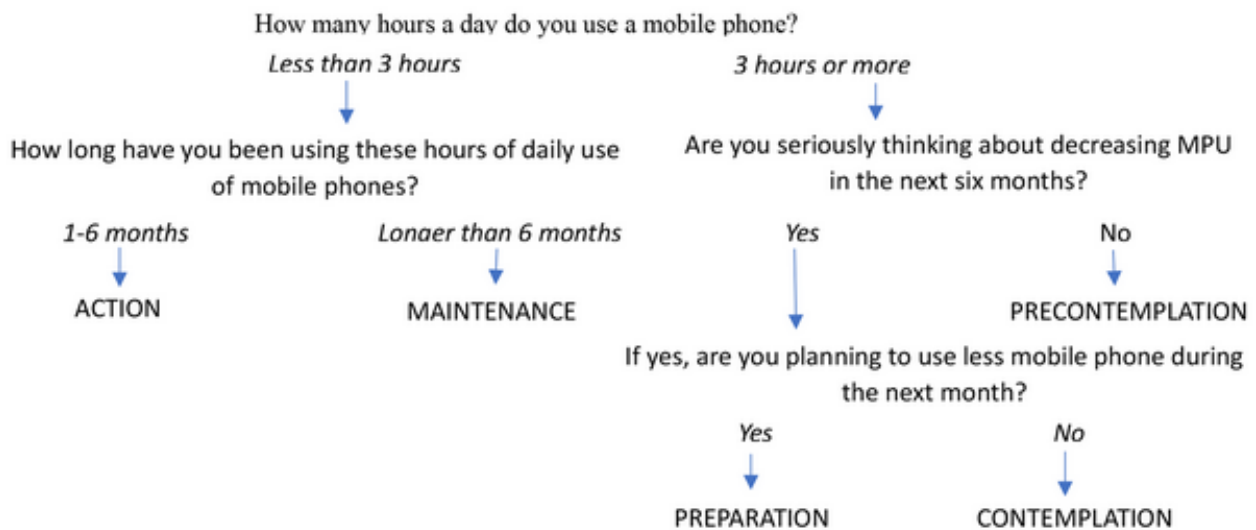 How many hours a day do you use a mobile phone?
Less than 3 hours
3 hours or more
How long have you been using these hours of daily use
of mobile phones?
Are you seriously thinking about decreasing MPU
in the next six months?
1-6 months
Longer than 6 months
Yes
No
ACTION
MAINTENANCE
PRECONTEMPLATION
If yes, are you planning to use less mobile phone during
the next month?
Yes
No
PREPARATION
CONTEMPLATION